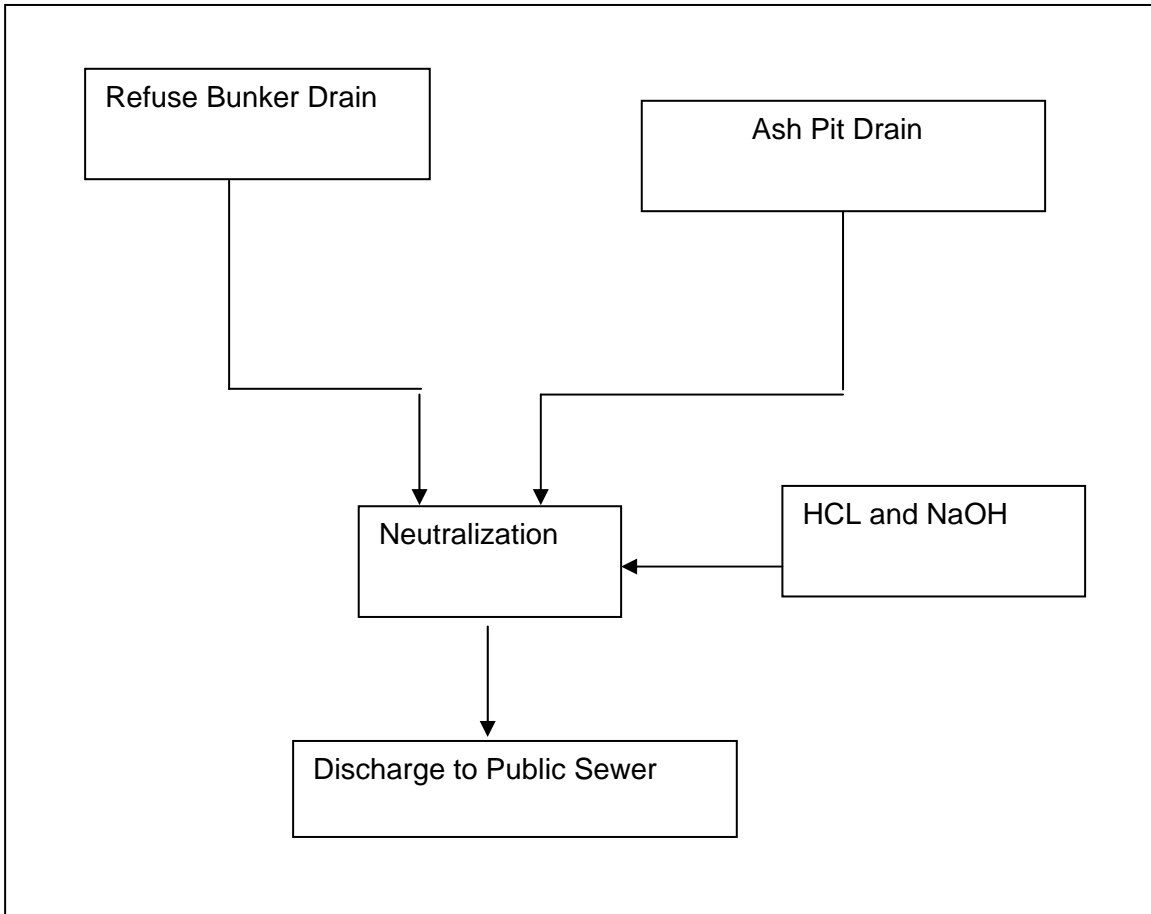 Refuse Bunker Drain
Ash Pit Drain
Neutralization
HCL and NaOH
Discharge to Public Sewer